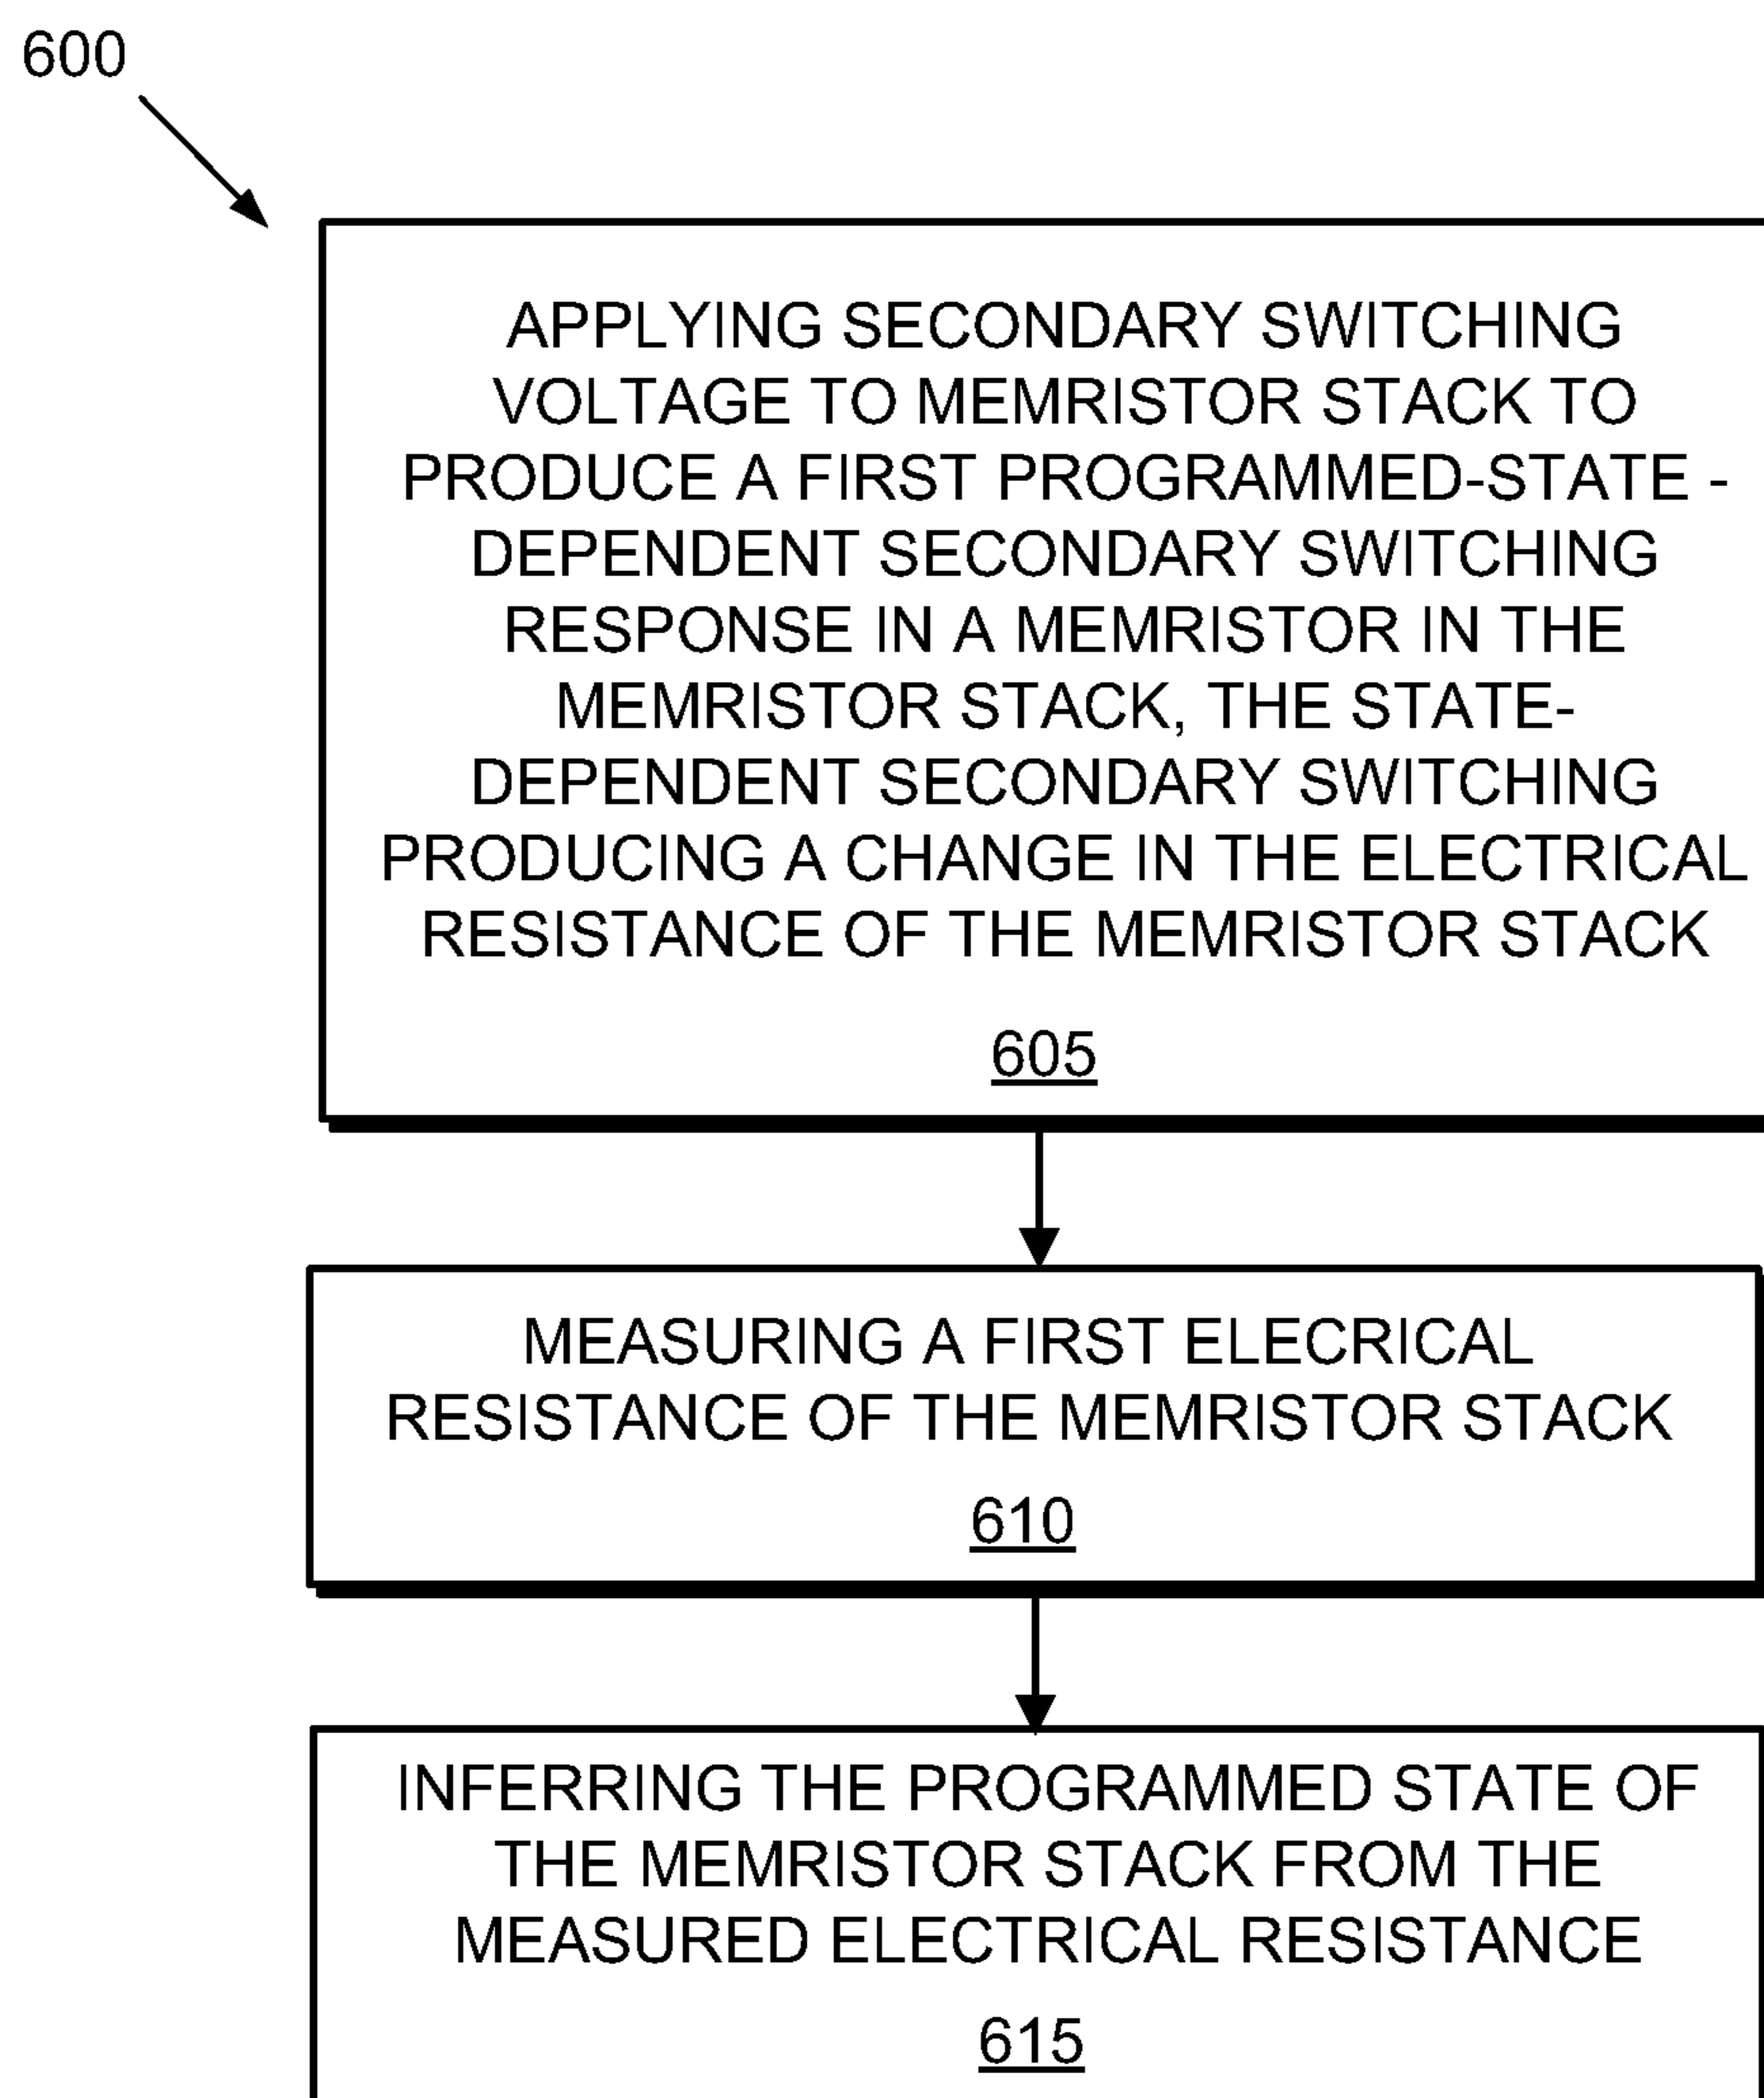 600
APPLYING SECONDARY SWITCHING
VOLTAGE TO MEMRISTOR STACK TO
PRODUCE A FIRST PROGRAMMED-STATE -
DEPENDENT SECONDARY SWITCHING
RESPONSE IN A MEMRISTOR IN THE
MEMRISTOR STACK, THE STATE-
DEPENDENT SECONDARY SWITCHING
PRODUCING A CHANGE IN THE ELECTRICAL
RESISTANCE OF THE MEMRISTOR STACK
605
MEASURING A FIRST ELECRICAL
RESISTANCE OF THE MEMRISTOR STACK
610
INFERRING THE PROGRAMMED STATE OF
THE MEMRISTOR STACK FROM THE
MEASURED ELECTRICAL RESISTANCE
615